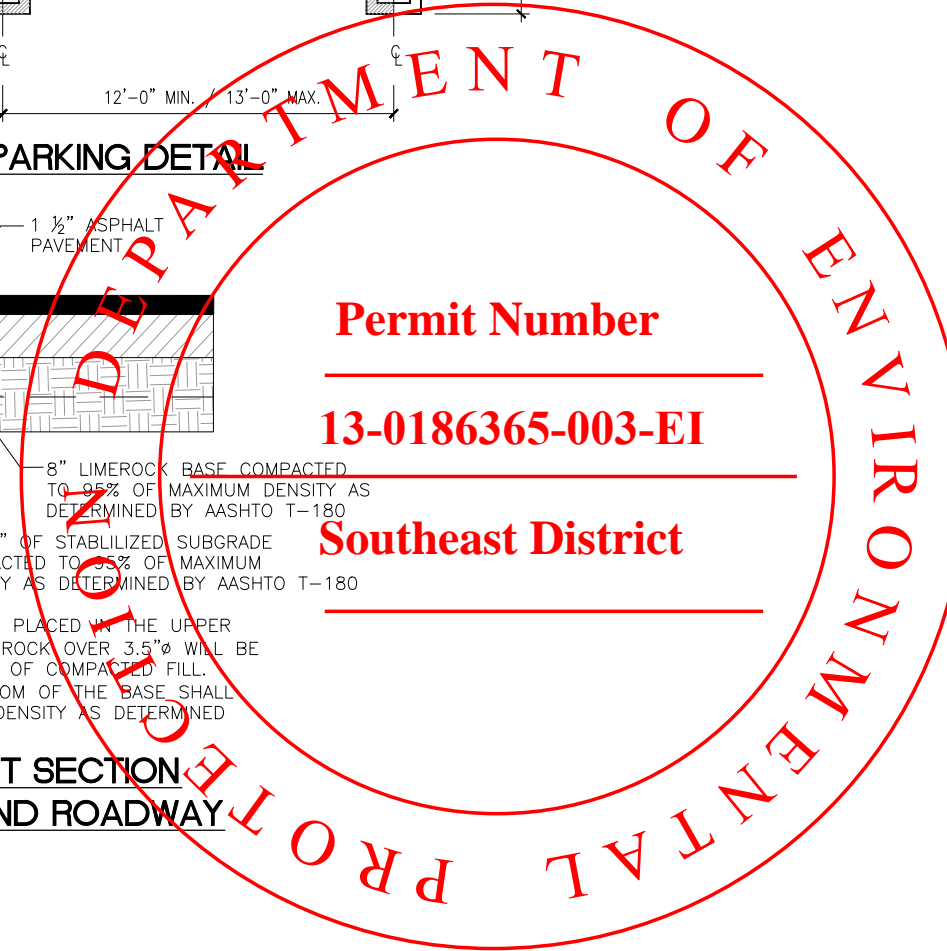 ℄ ℄
12'-0" MIN. / 13'-0" MAX.
PARKING DETAIL
1 ½" ASPHALT
PAVEMENT
8" LIMEROCK BASE COMPACTED
TO 95% OF MAXIMUM DENSITY AS
DETERMINED BY AASHTO T-180
" OF STABLILIZED SUBGRADE
ACTED TO 95% OF MAXIMUM
Y AS DETERMINED BY AASHTO T-180
PLACED IN THE UPPER
ROCK OVER 3.5"ø WILL BE
OF COMPACTED FILL.
OM OF THE BASE SHALL
DENSITY AS DETERMINED
T SECTION
ND ROADWAY
DEPARTMENT OF ENVIRONMENTAL PROTECTION
Permit Number
13-0186365-003-EI
Southeast District